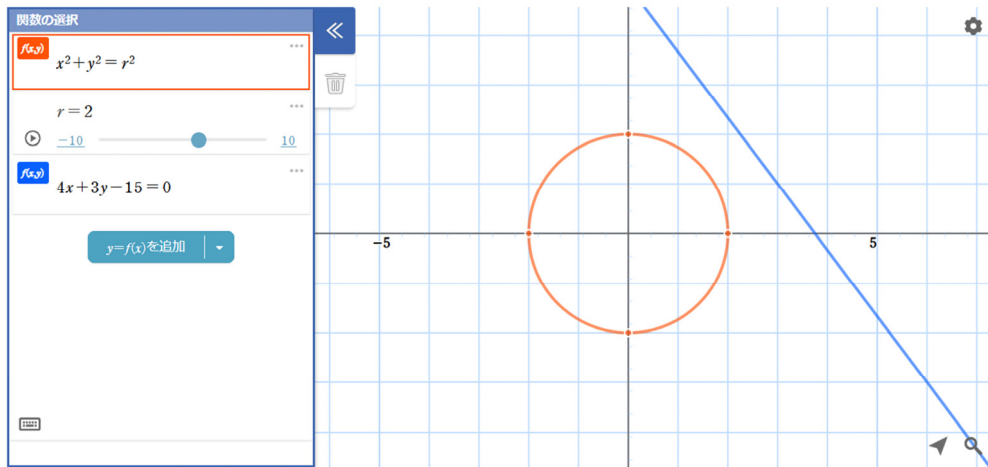 関数の選択
f(x,y)
x²+y²=r²
r=2
−10
10
f(x,y)
4x+3y−15=0
y=f(x)を追加
−5
5